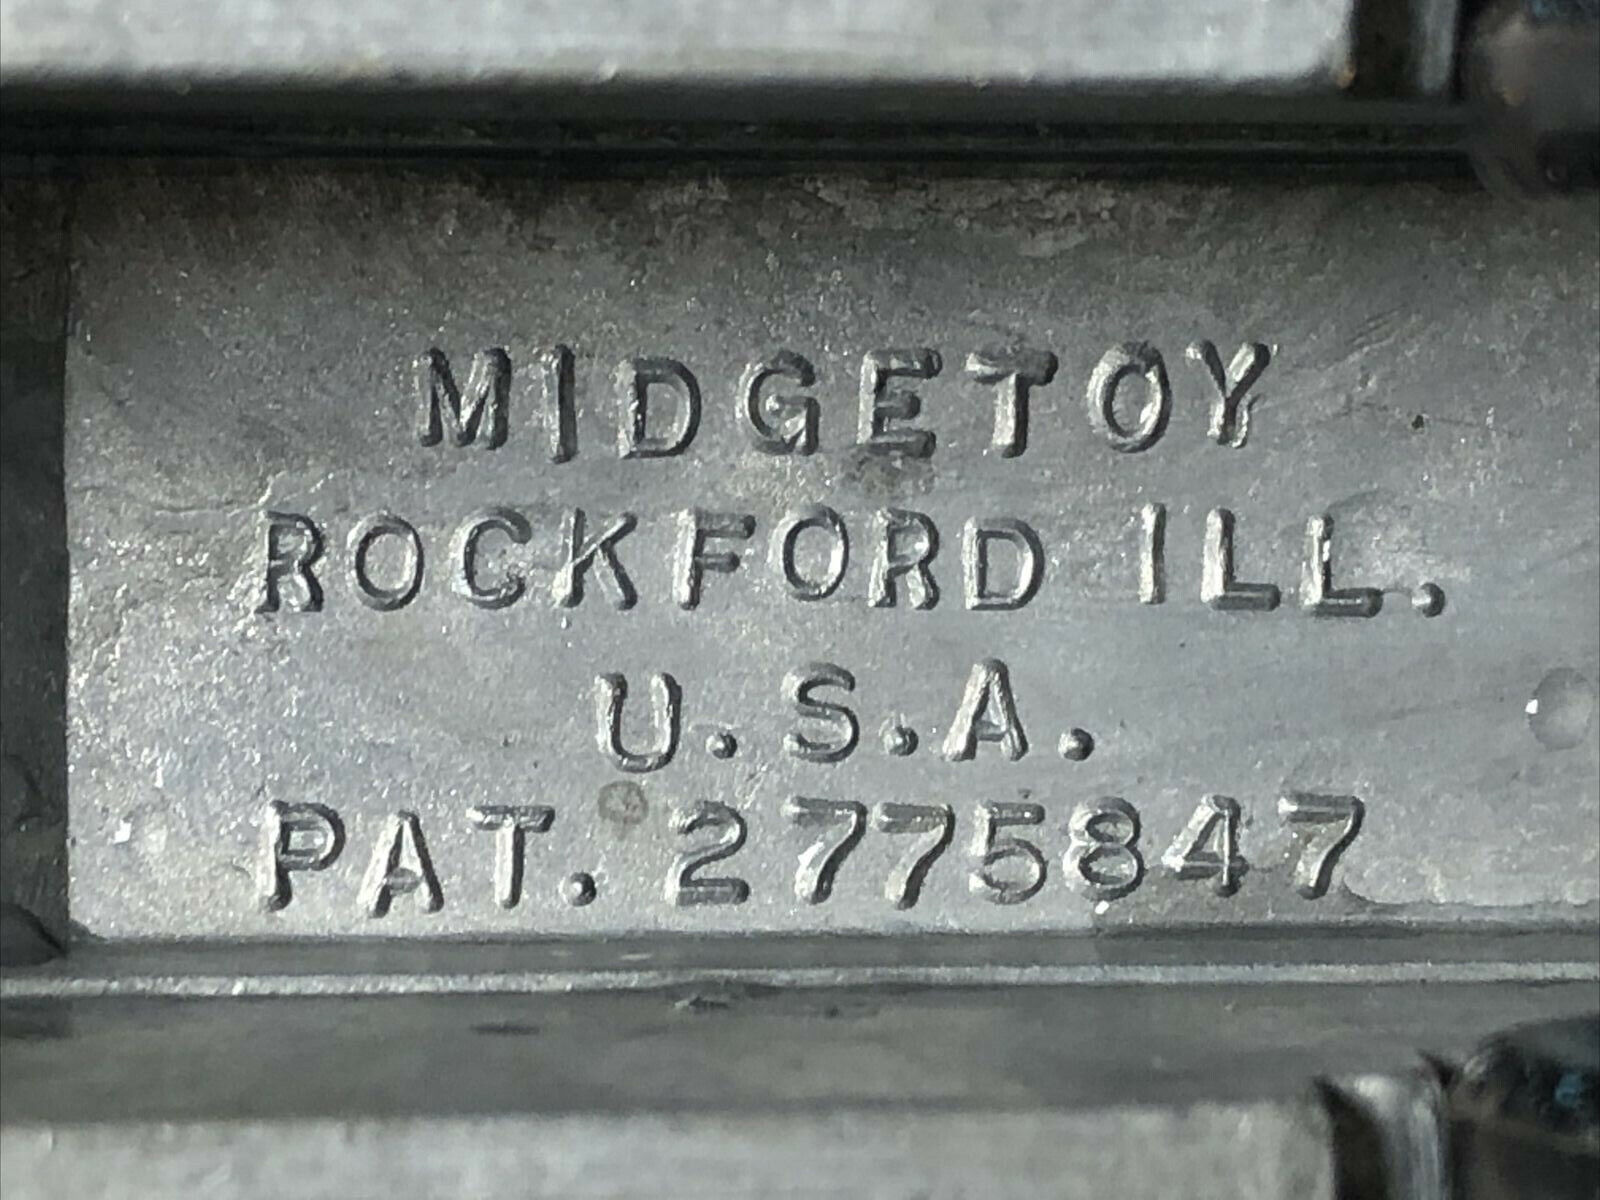 MIDGETOY
ROCKFORD ILL.
U.S.A.
PAT. 2775847